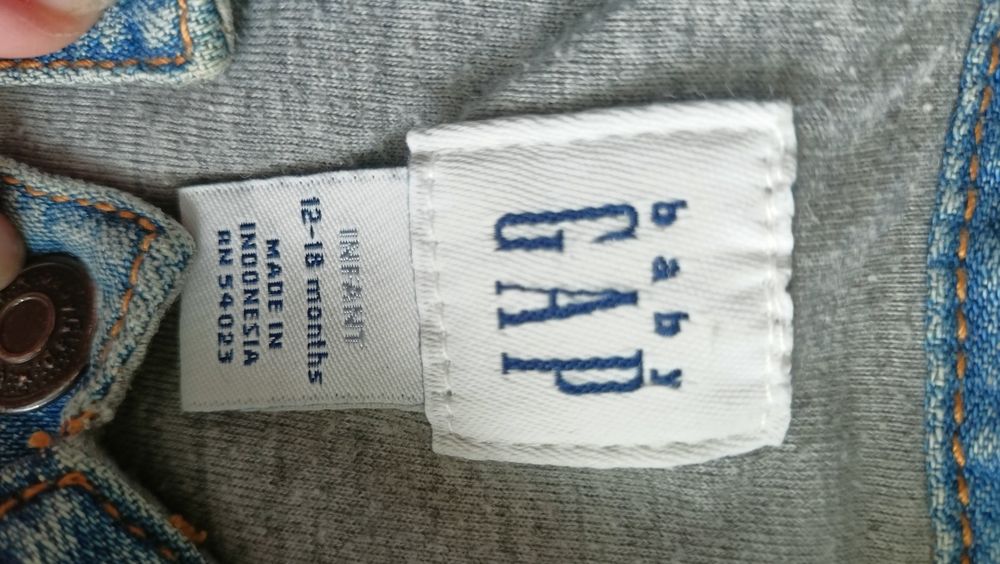 baby
GAP
INFANT
12-18 months
MADE IN
INDONESIA
RN 54023